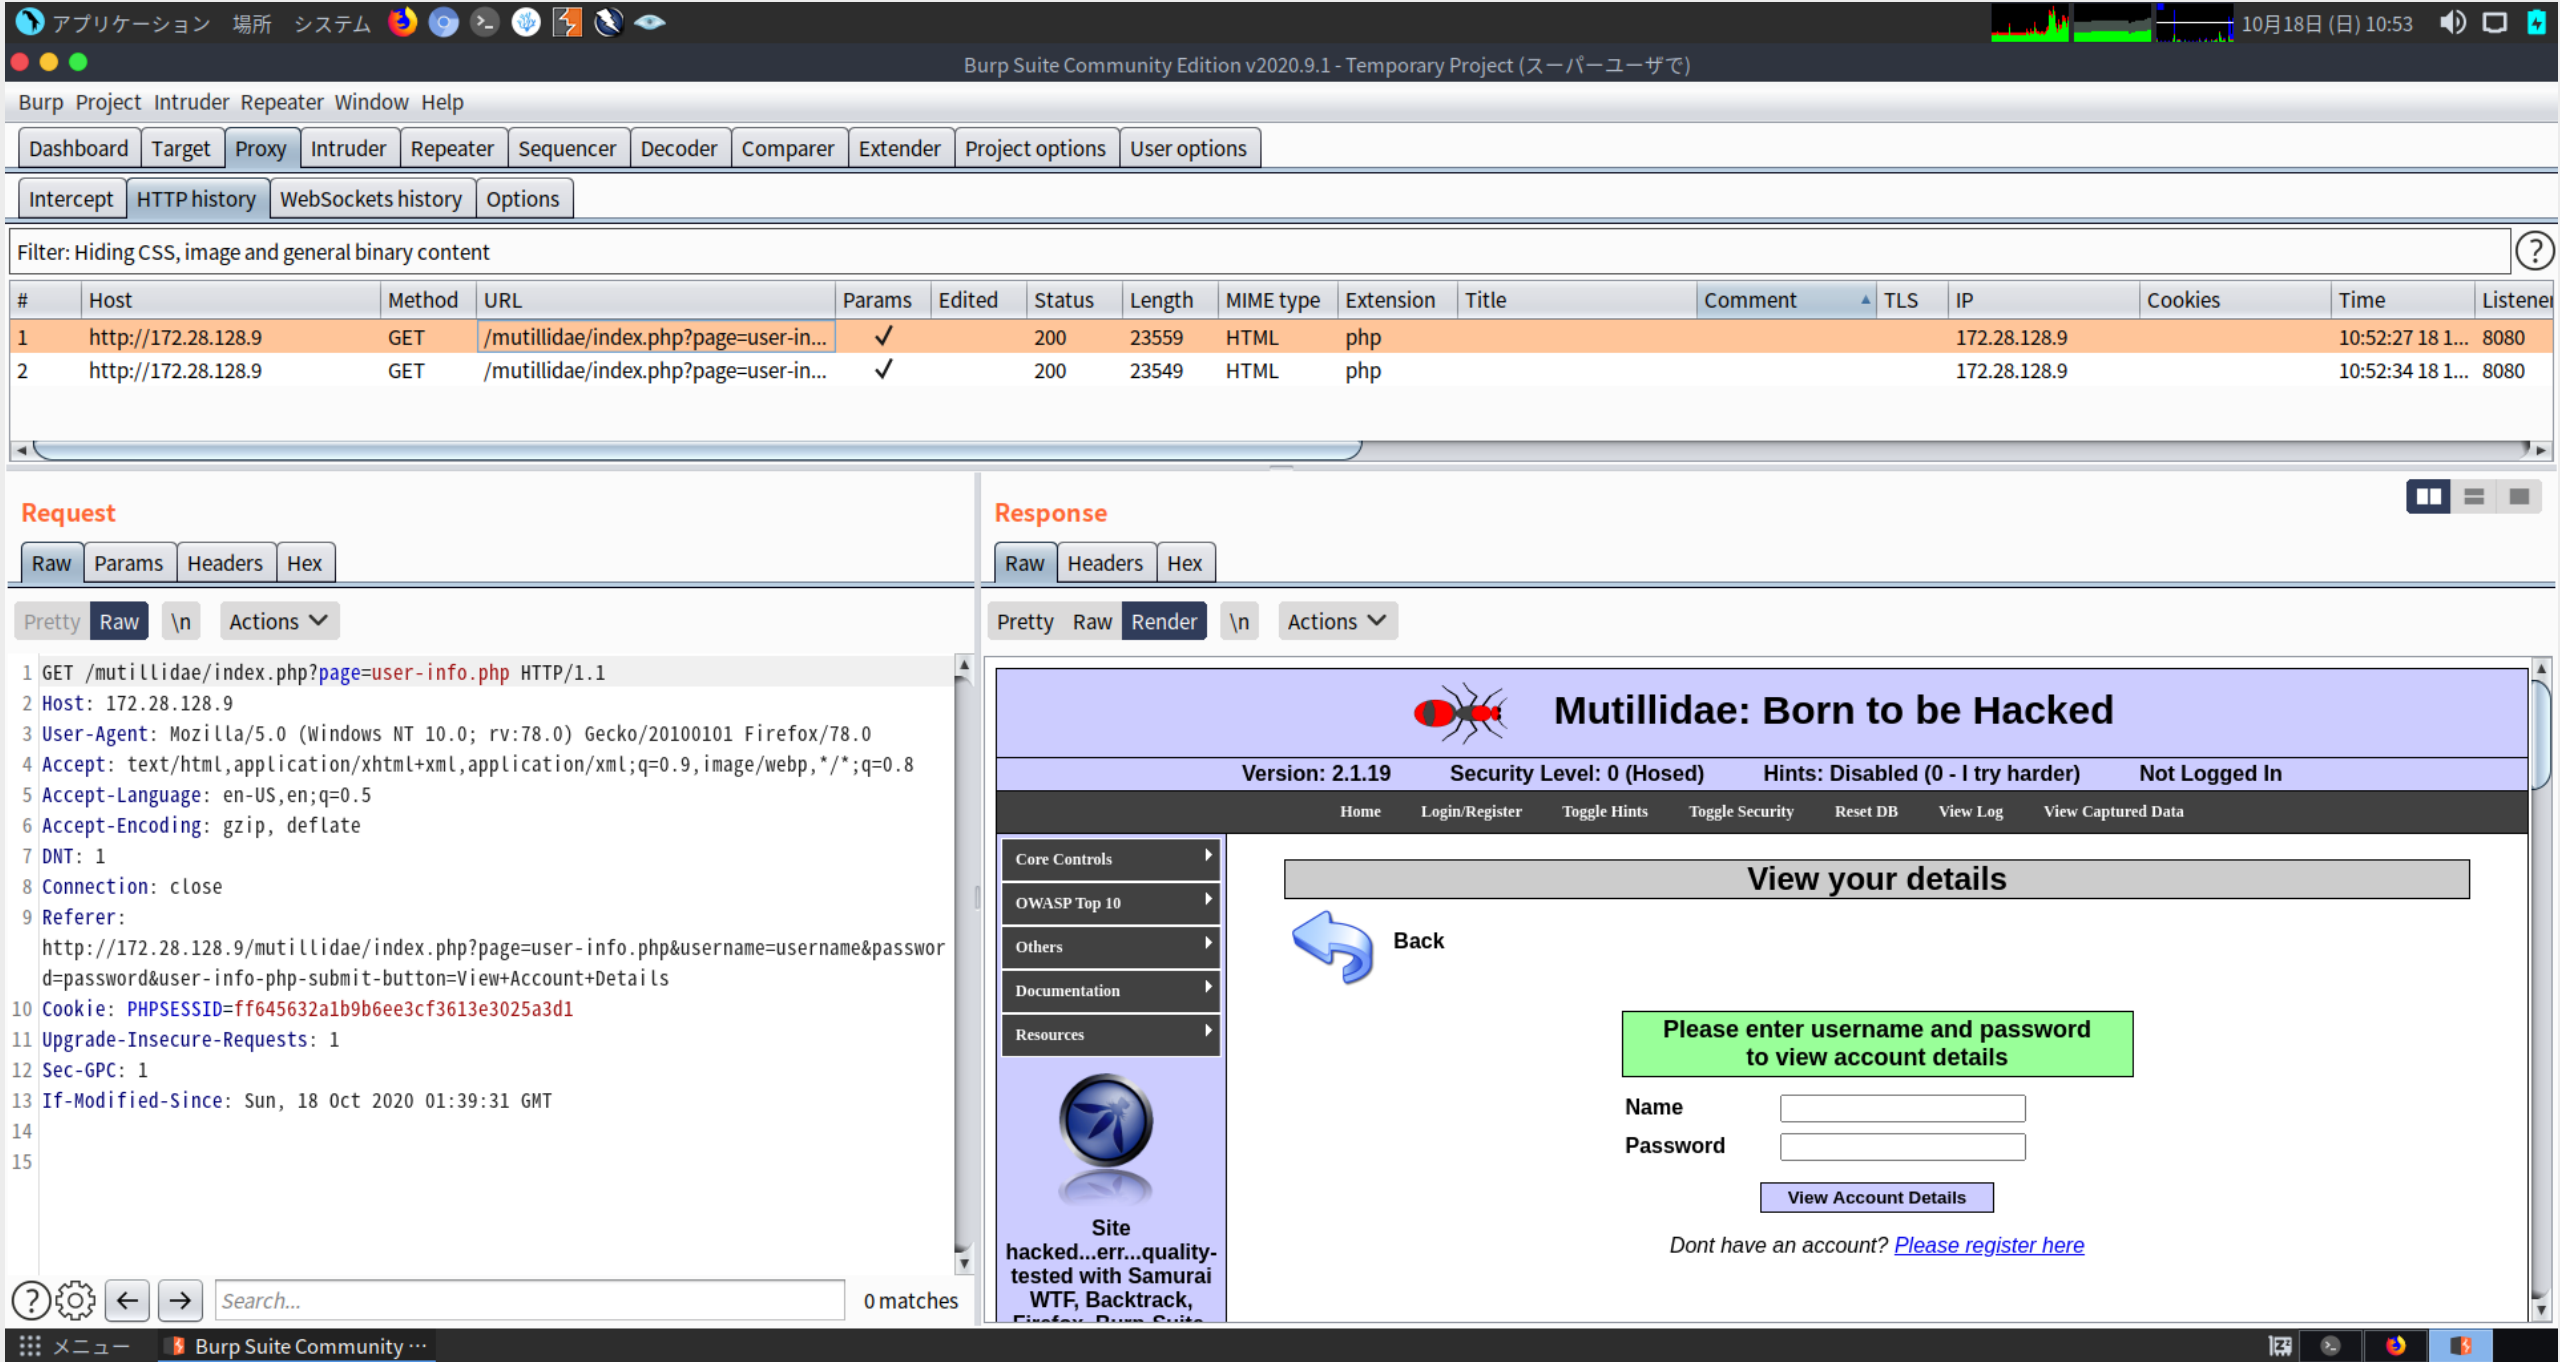 アプリケーション 場所 システム 10月18日 (日) 10:53
Burp Suite Community Edition v2020.9.1 - Temporary Project (スーパーユーザで)
Burp Project Intruder Repeater Window Help
Dashboard Target Proxy Intruder Repeater Sequencer Decoder Comparer Extender Project options User options
Intercept HTTP history WebSockets history Options
Filter: Hiding CSS, image and general binary content
# Host Method URL Params Edited Status Length MIME type Extension Title Comment TLS IP Cookies Time Listener
1 http://172.28.128.9 GET /mutillidae/index.php?page=user-in... ✓ 200 23559 HTML php 172.28.128.9 10:52:27 18 1... 8080
2 http://172.28.128.9 GET /mutillidae/index.php?page=user-in... ✓ 200 23549 HTML php 172.28.128.9 10:52:34 18 1... 8080
Request
Raw Params Headers Hex
Pretty Raw \n Actions
1 GET /mutillidae/index.php?page=user-info.php HTTP/1.1
2 Host: 172.28.128.9
3 User-Agent: Mozilla/5.0 (Windows NT 10.0; rv:78.0) Gecko/20100101 Firefox/78.0
4 Accept: text/html,application/xhtml+xml,application/xml;q=0.9,image/webp,*/*;q=0.8
5 Accept-Language: en-US,en;q=0.5
6 Accept-Encoding: gzip, deflate
7 DNT: 1
8 Connection: close
9 Referer:
http://172.28.128.9/mutillidae/index.php?page=user-info.php&username=username&passwor
d=password&user-info-php-submit-button=View+Account+Details
10 Cookie: PHPSESSID=ff645632a1b9b6ee3cf3613e3025a3d1
11 Upgrade-Insecure-Requests: 1
12 Sec-GPC: 1
13 If-Modified-Since: Sun, 18 Oct 2020 01:39:31 GMT
14
15
Search... 0 matches
Response
Raw Headers Hex
Pretty Raw Render \n Actions
Mutillidae: Born to be Hacked
Version: 2.1.19 Security Level: 0 (Hosed) Hints: Disabled (0 - I try harder) Not Logged In
Home Login/Register Toggle Hints Toggle Security Reset DB View Log View Captured Data
Core Controls
OWASP Top 10
Others
Documentation
Resources
Site
hacked...err...quality-
tested with Samurai
WTF, Backtrack,
Firefox, Burp-Suite,
View your details
Back
Please enter username and password
to view account details
Name
Password
View Account Details
Dont have an account? Please register here
メニュー Burp Suite Community ···